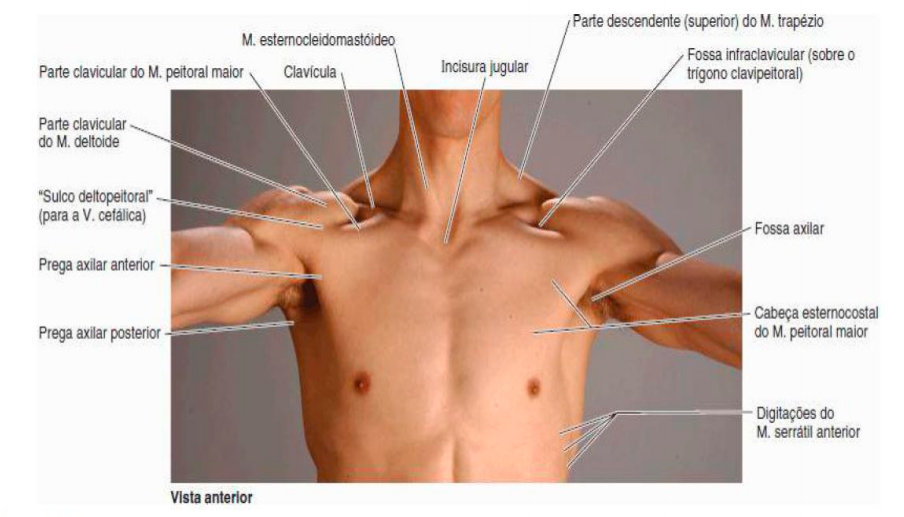 Parte descendente (superior) do M. trapézio
M. esternocleidomastóideo
Fossa infraclavicular (sobre o
trígono clavipeitoral)
Parte clavicular do M. peitoral maior
Clavícula
Incisura jugular
Parte clavicular
do M. deltoide
"Sulco deltopeitoral"
(para a V. cefálica)
Fossa axilar
Prega axilar anterior
Cabeça esternocostal
do M. peitoral maior
Prega axilar posterior
Digitações do
M. serrátil anterior
Vista anterior